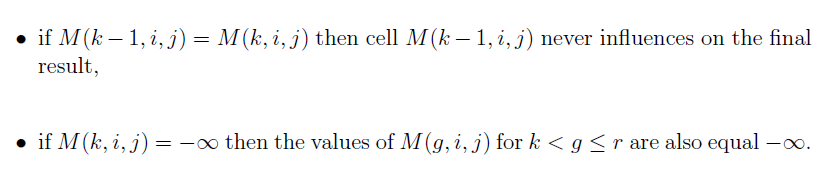 • if M(k − 1, i, j) = M(k, i, j) then cell M(k − 1, i, j) never influences on the final
result,
• if M(k, i, j) = −∞ then the values of M(g, i, j) for k < g ≤ r are also equal −∞.